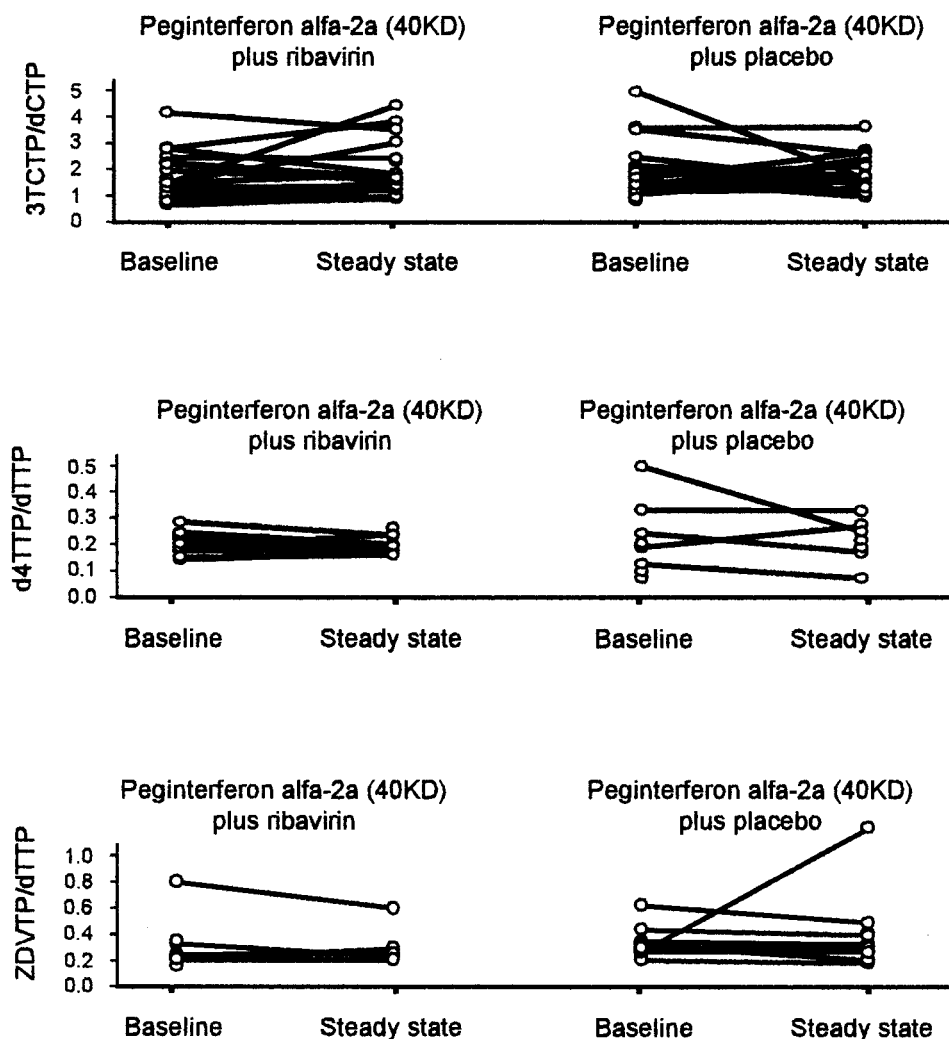 Peginterferon alfa-2a (40KD)
plus ribavirin
Peginterferon alfa-2a (40KD)
plus placebo
3TCTP/dCTP
5
4
3
2
1
0
Baseline
Steady state
Baseline
Steady state
Peginterferon alfa-2a (40KD)
plus ribavirin
Peginterferon alfa-2a (40KD)
plus placebo
d4TTP/dTTP
0.5
0.4
0.3
0.2
0.1
0.0
Baseline
Steady state
Baseline
Steady state
Peginterferon alfa-2a (40KD)
plus ribavirin
Peginterferon alfa-2a (40KD)
plus placebo
ZDVTP/dTTP
1.0
0.8
0.6
0.4
0.2
0.0
Baseline
Steady state
Baseline
Steady state